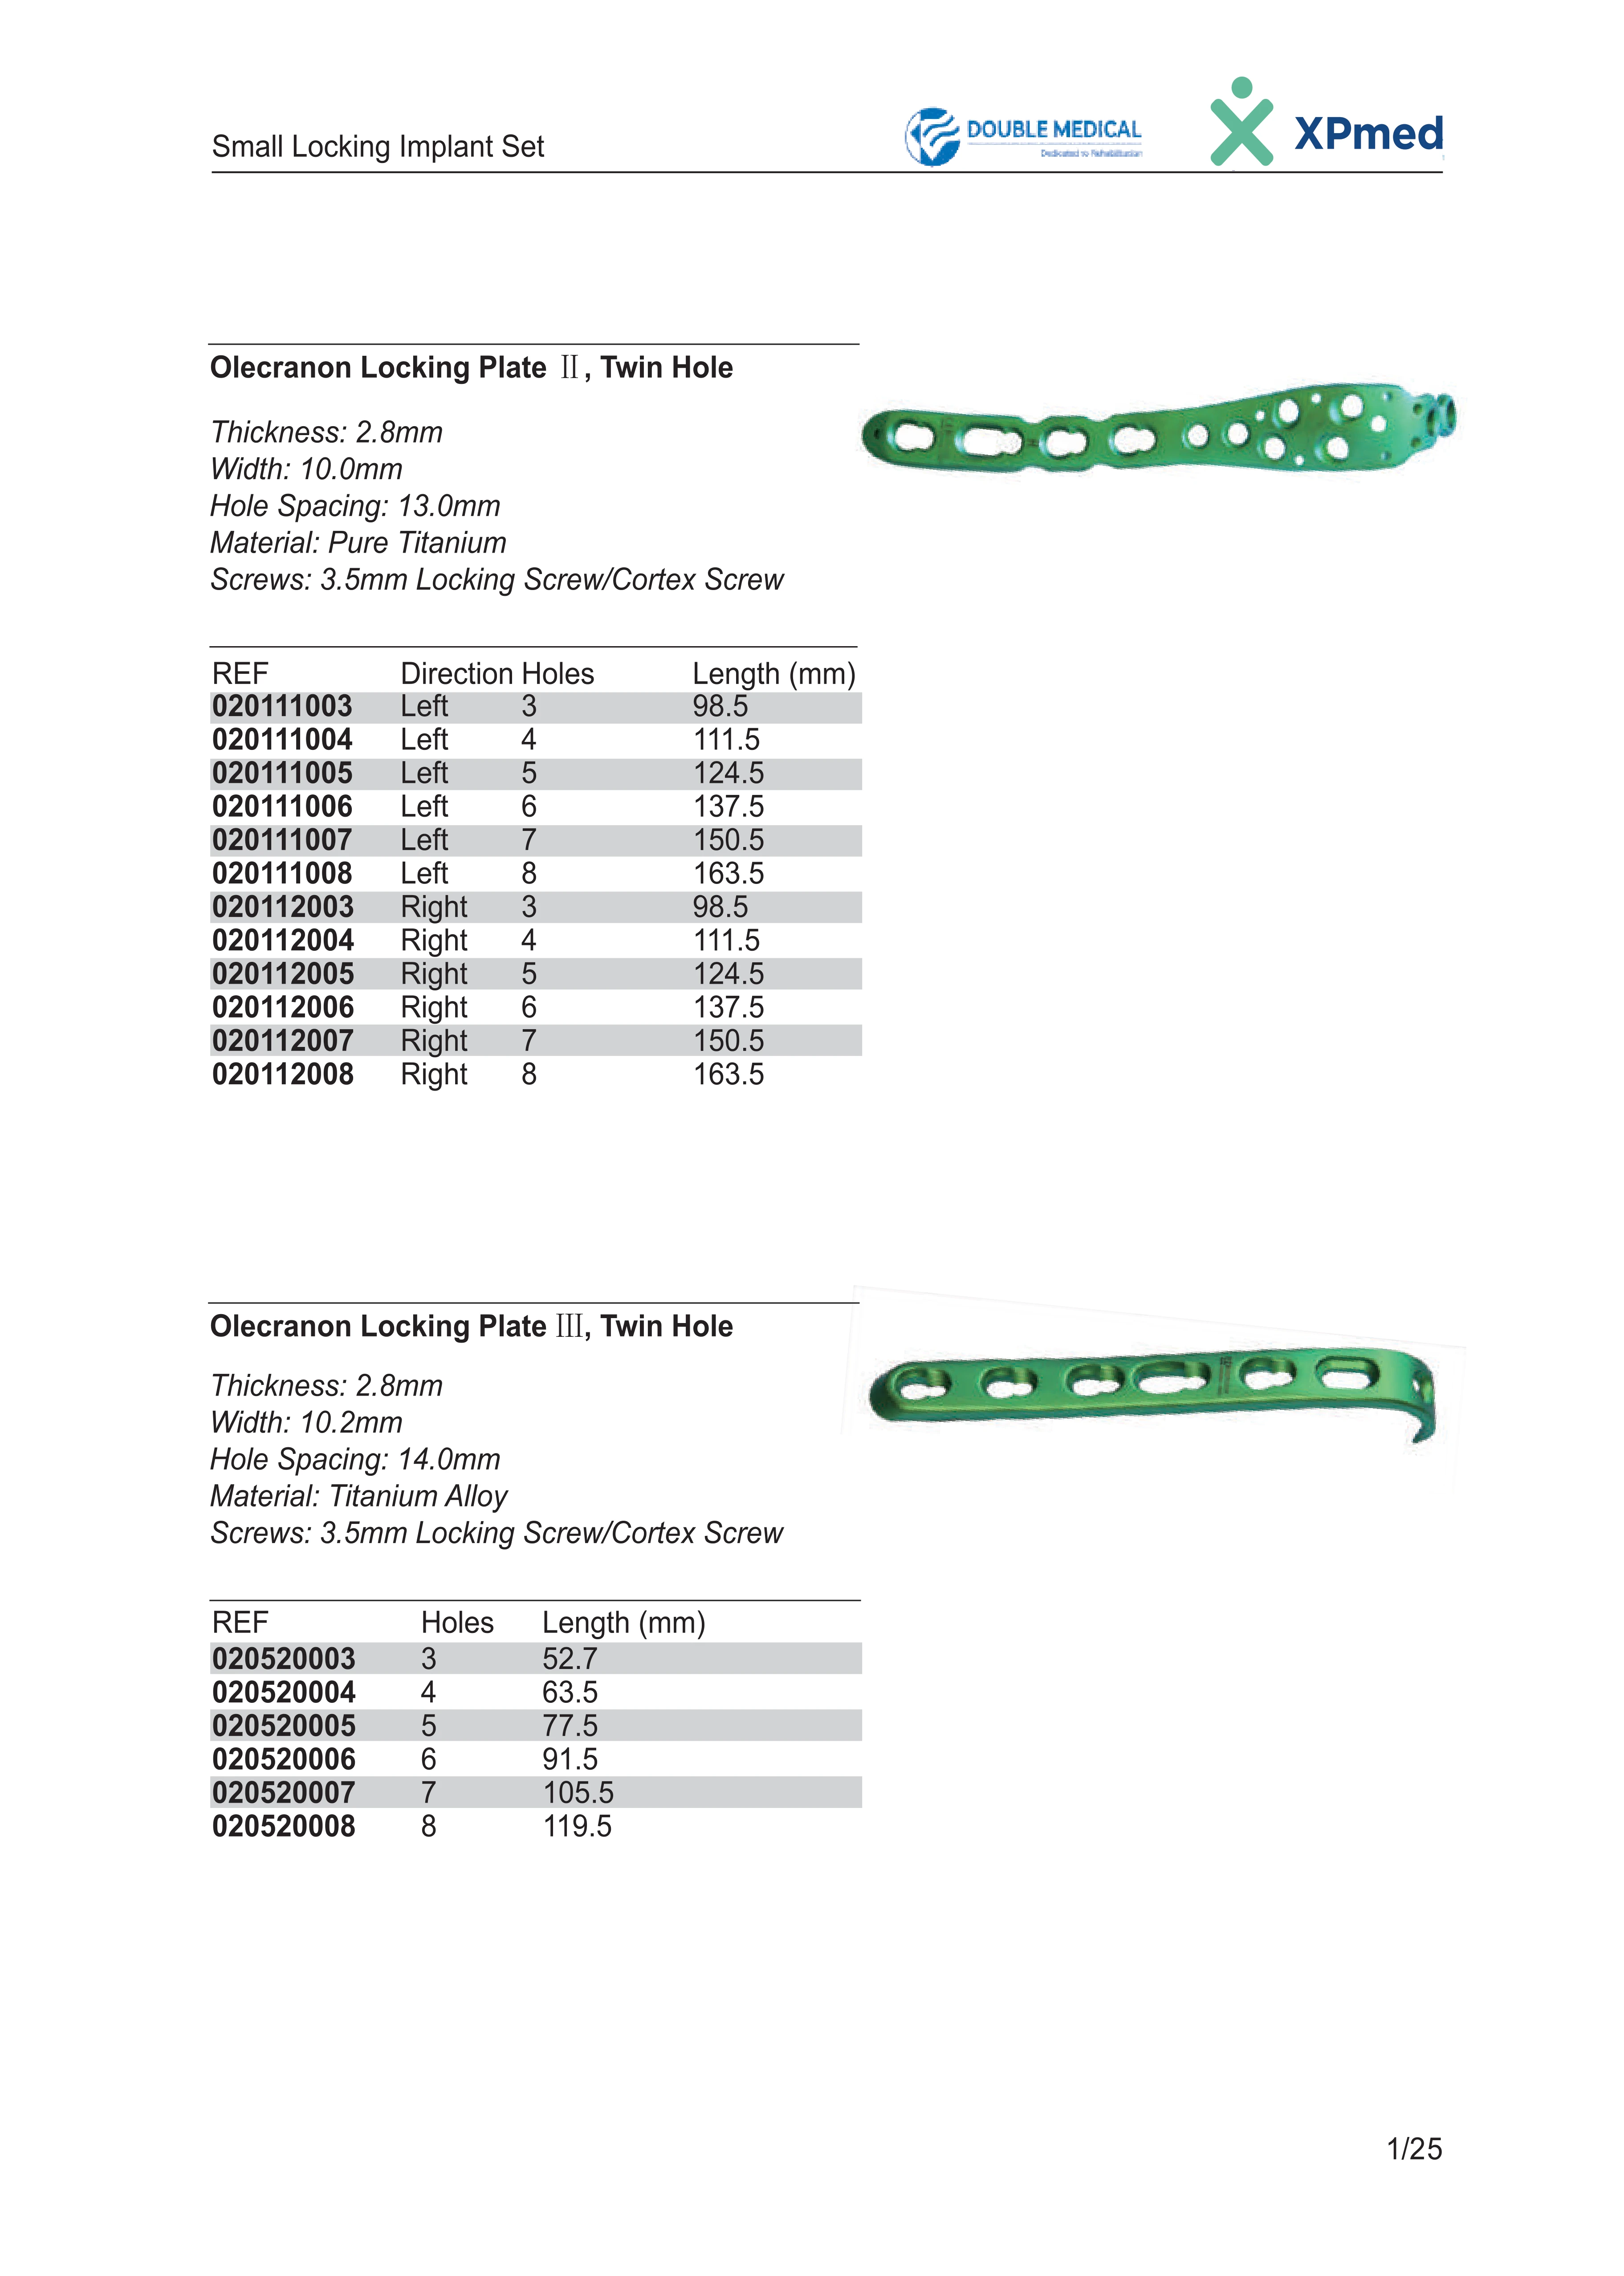 Small Locking Implant Set
DOUBLE MEDICAL
Dedicated to Rehabilitation
XPmed
Olecranon Locking Plate Ⅱ, Twin Hole
Thickness: 2.8mm
Width: 10.0mm
Hole Spacing: 13.0mm
Material: Pure Titanium
Screws: 3.5mm Locking Screw/Cortex Screw
REF Direction Holes Length (mm)
020111003 Left 3 98.5
020111004 Left 4 111.5
020111005 Left 5 124.5
020111006 Left 6 137.5
020111007 Left 7 150.5
020111008 Left 8 163.5
020112003 Right 3 98.5
020112004 Right 4 111.5
020112005 Right 5 124.5
020112006 Right 6 137.5
020112007 Right 7 150.5
020112008 Right 8 163.5
Olecranon Locking Plate Ⅲ, Twin Hole
Thickness: 2.8mm
Width: 10.2mm
Hole Spacing: 14.0mm
Material: Titanium Alloy
Screws: 3.5mm Locking Screw/Cortex Screw
REF Holes Length (mm)
020520003 3 52.7
020520004 4 63.5
020520005 5 77.5
020520006 6 91.5
020520007 7 105.5
020520008 8 119.5
1/25